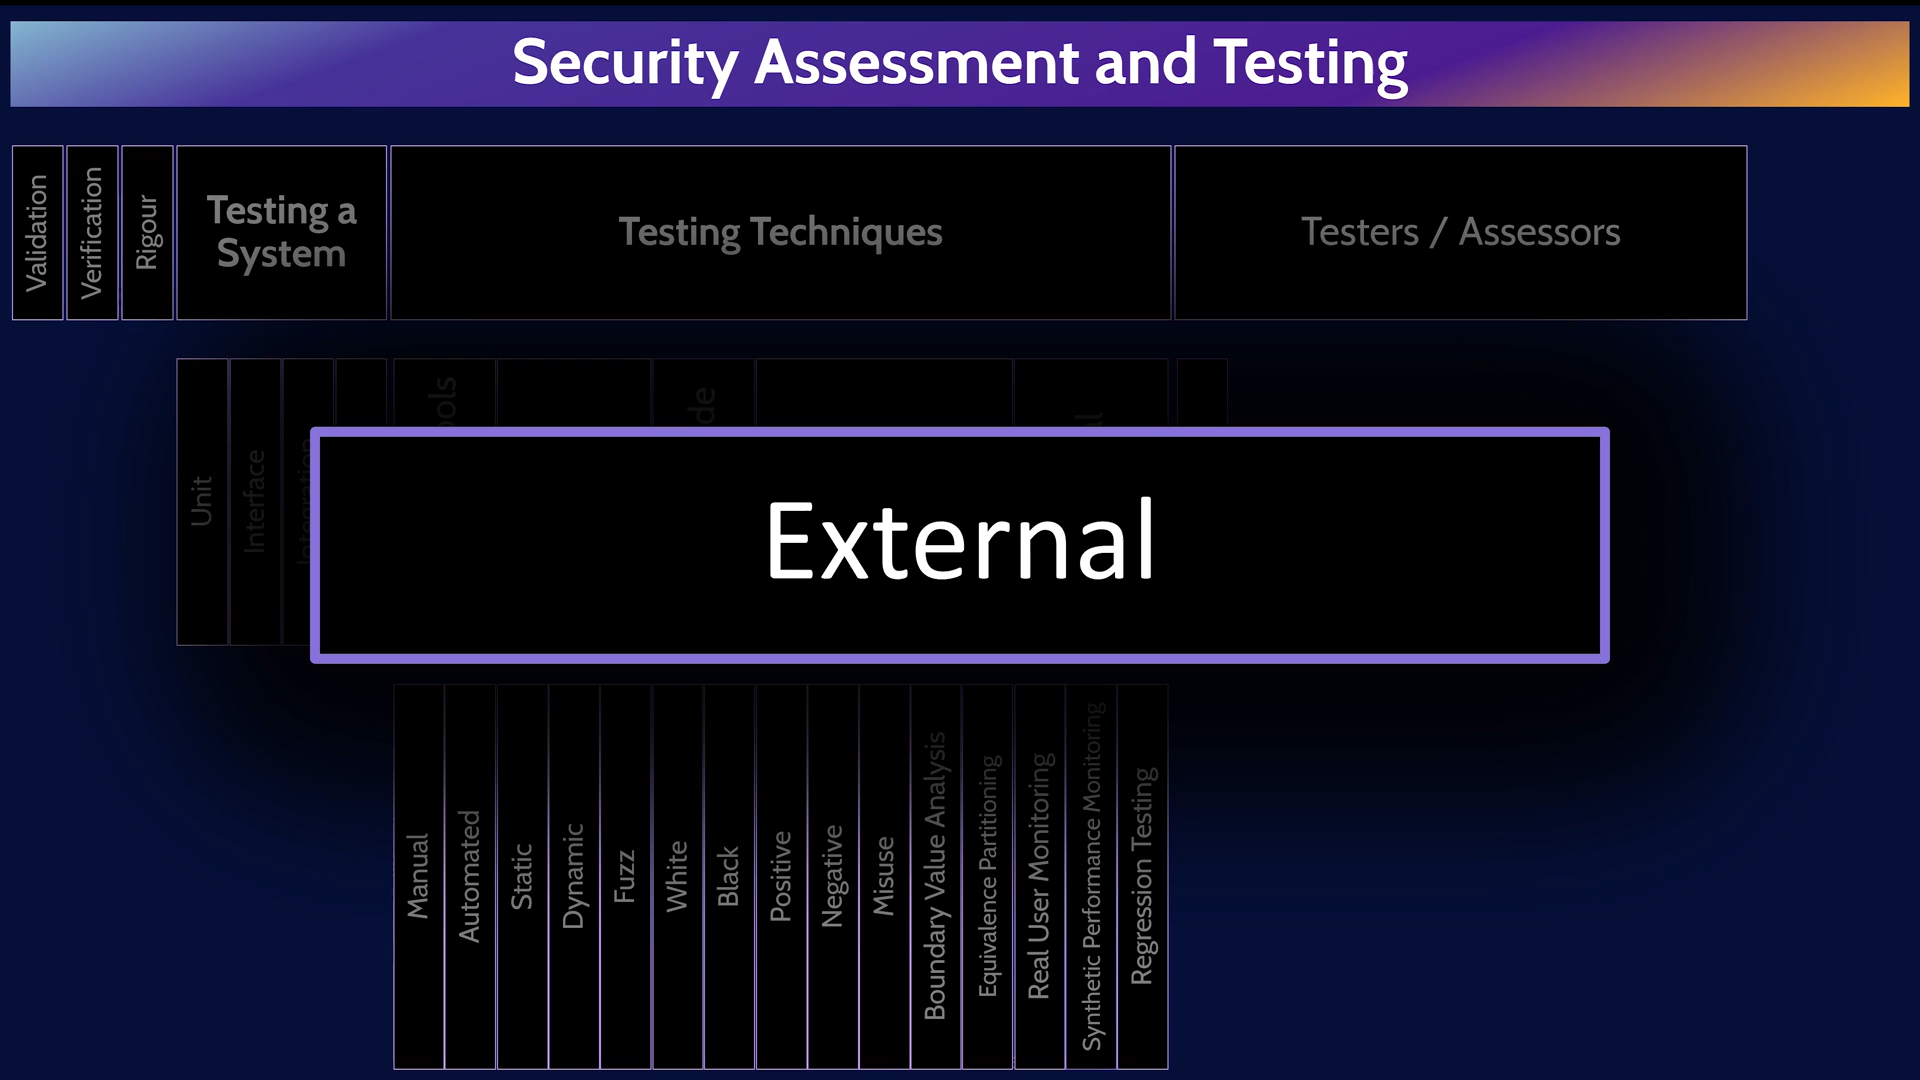 Security Assessment and Testing
Validation
Verification
Rigour
Testing a
System
Testing Techniques
Testers / Assessors
Unit
Interface
Integration
External
Manual
Automated
Static
Dynamic
Fuzz
White
Black
Positive
Negative
Misuse
Boundary Value Analysis
Equivalence Partitioning
Real User Monitoring
Synthetic Performance Monitoring
Regression Testing